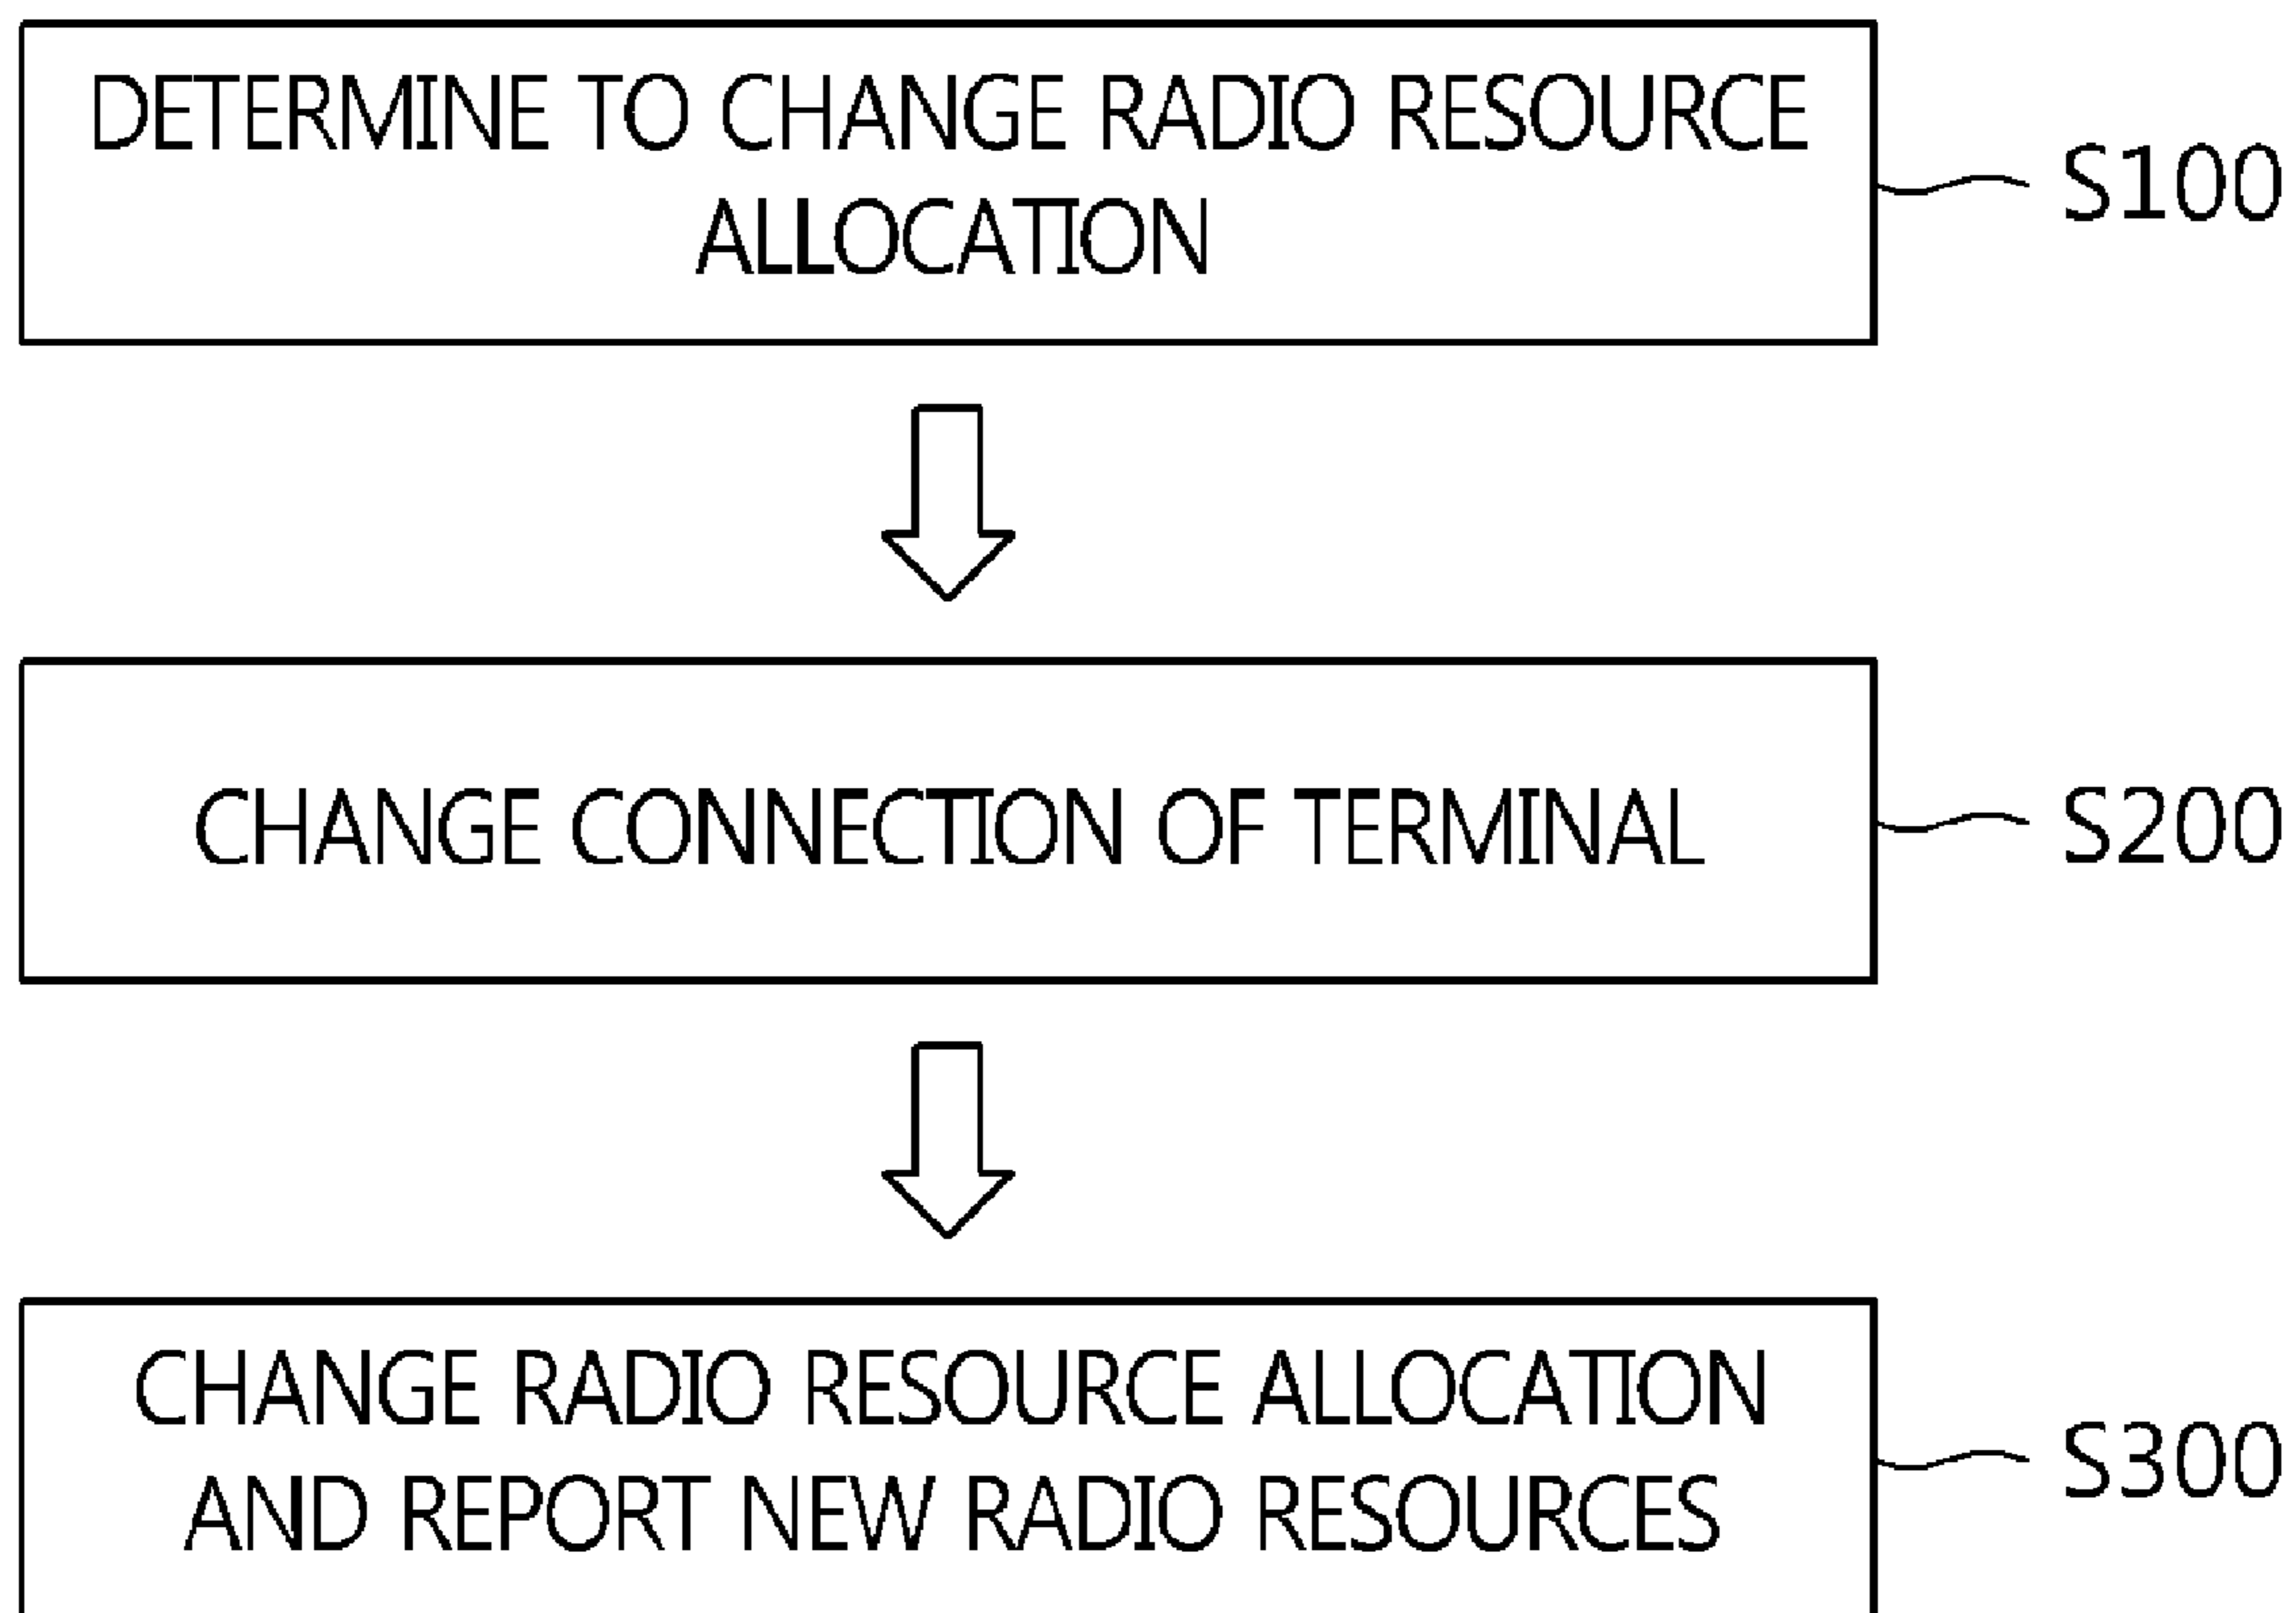 DETERMINE TO CHANGE RADIO RESOURCE
ALLOCATION
S100
CHANGE CONNECTION OF TERMINAL
S200
CHANGE RADIO RESOURCE ALLOCATION
AND REPORT NEW RADIO RESOURCES
S300